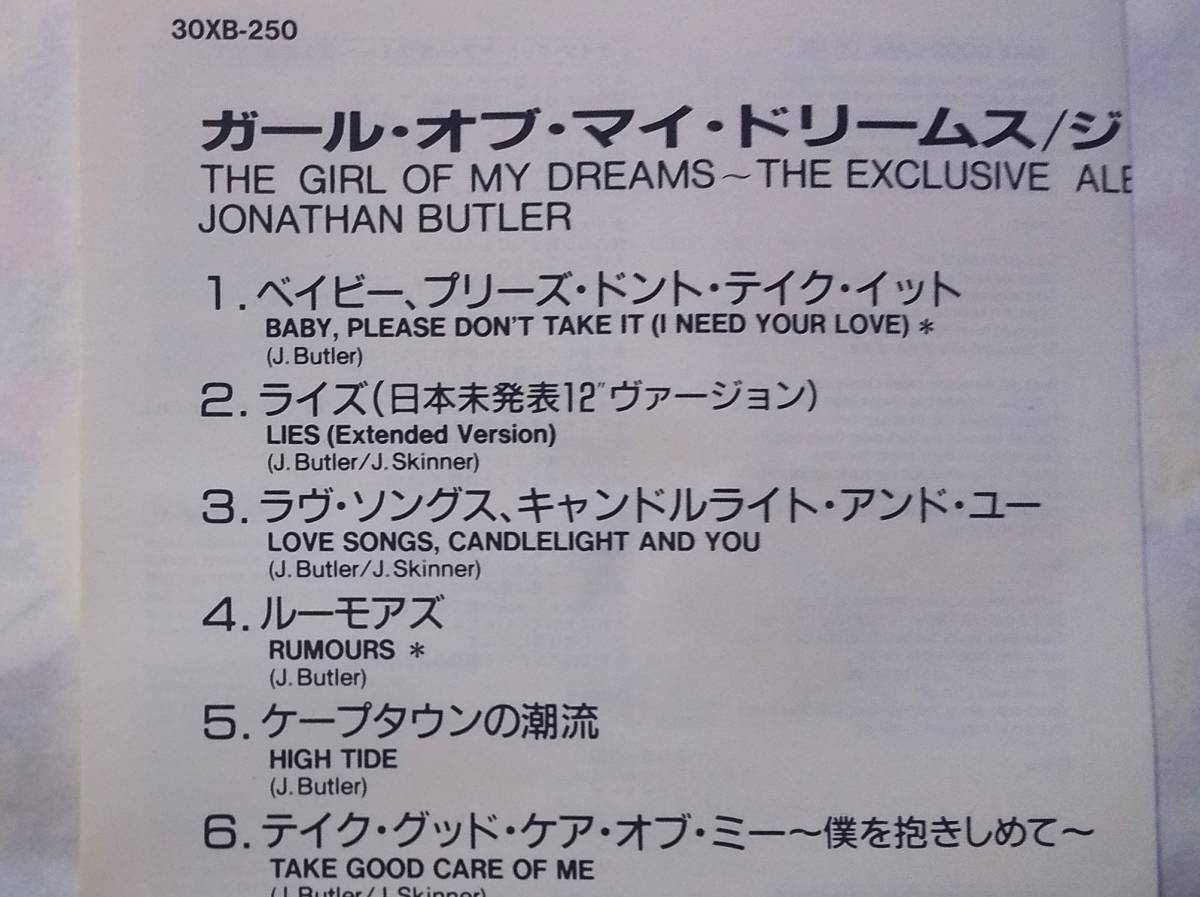 30XB-250
ガール・オブ・マイ・ドリームス/ジ
THE GIRL OF MY DREAMS~THE EXCLUSIVE
JONATHAN BUTLER
1. ベイビー、プリーズ・ドント・テイク・イット
BABY, PLEASE DON'T TAKE IT (I NEED YOUR LOVE) *
(J. Butler)
2. ライズ(日本未発表12"ヴァージョン)
LIES (Extended Version)
(J. Butler/J. Skinner)
3. ラヴ・ソングス、キャンドルライト・アンド・ユー
LOVE SONGS, CANDLELIGHT AND YOU
(J. Butler/J. Skinner)
4. ルーモアズ
RUMOURS *
(J. Butler)
5. ケープタウンの潮流
HIGH TIDE
(J. Butler)
6. テイク・グッド・ケア・オブ・ミー〜僕を抱きしめて〜
TAKE GOOD CARE OF ME
(J. Butler/J. Skinner)